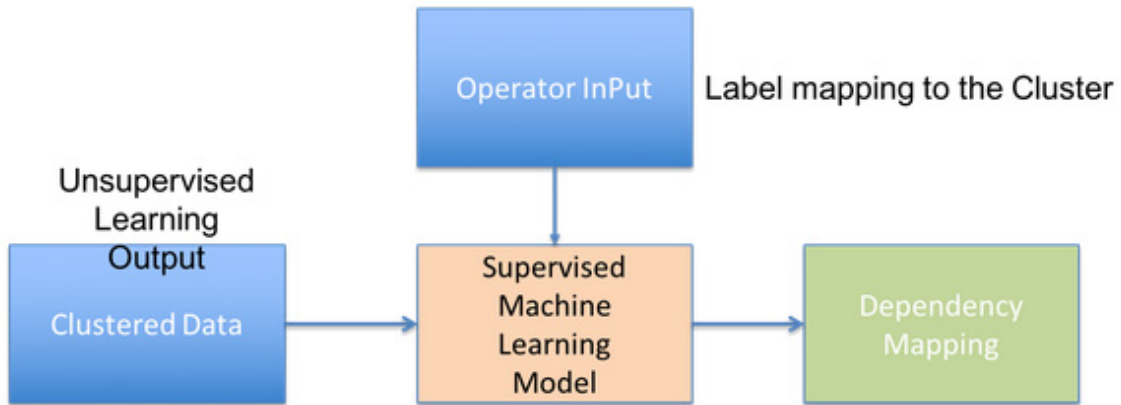 Operator InPut
Label mapping to the Cluster
Unsupervised
Learning
Output
Clustered Data
Supervised
Machine
Learning
Model
Dependency
Mapping